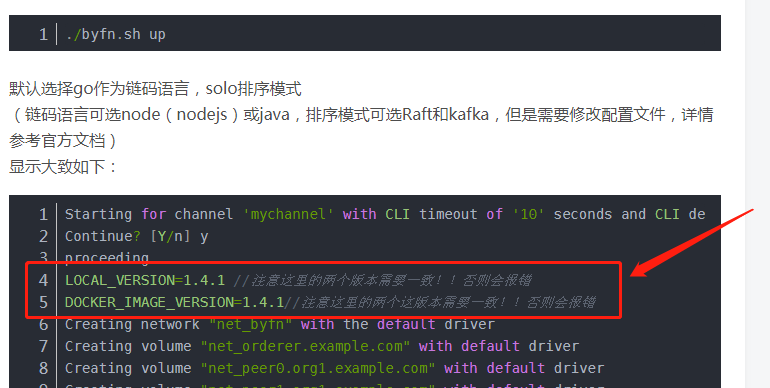 1 ./byfn.sh up
默认选择go作为链码语言，solo排序模式
（链码语言可选node（nodejs）或java，排序模式可选Raft和kafka，但是需要修改配置文件，详情
参考官方文档）
显示大致如下：
1 Starting for channel 'mychannel' with CLI timeout of '10' seconds and CLI de
2 Continue? [Y/n] y
3 proceeding
4 LOCAL_VERSION=1.4.1 //注意这里的两个版本需要一致！！否则会很错
5 DOCKER_IMAGE_VERSION=1.4.1//注意这里的两个这版本需要一致！！否则会很错
6 Creating network "net_byfn" with the default driver
7 Creating volume "net_orderer.example.com" with default driver
8 Creating volume "net_peer0.org1.example.com" with default driver